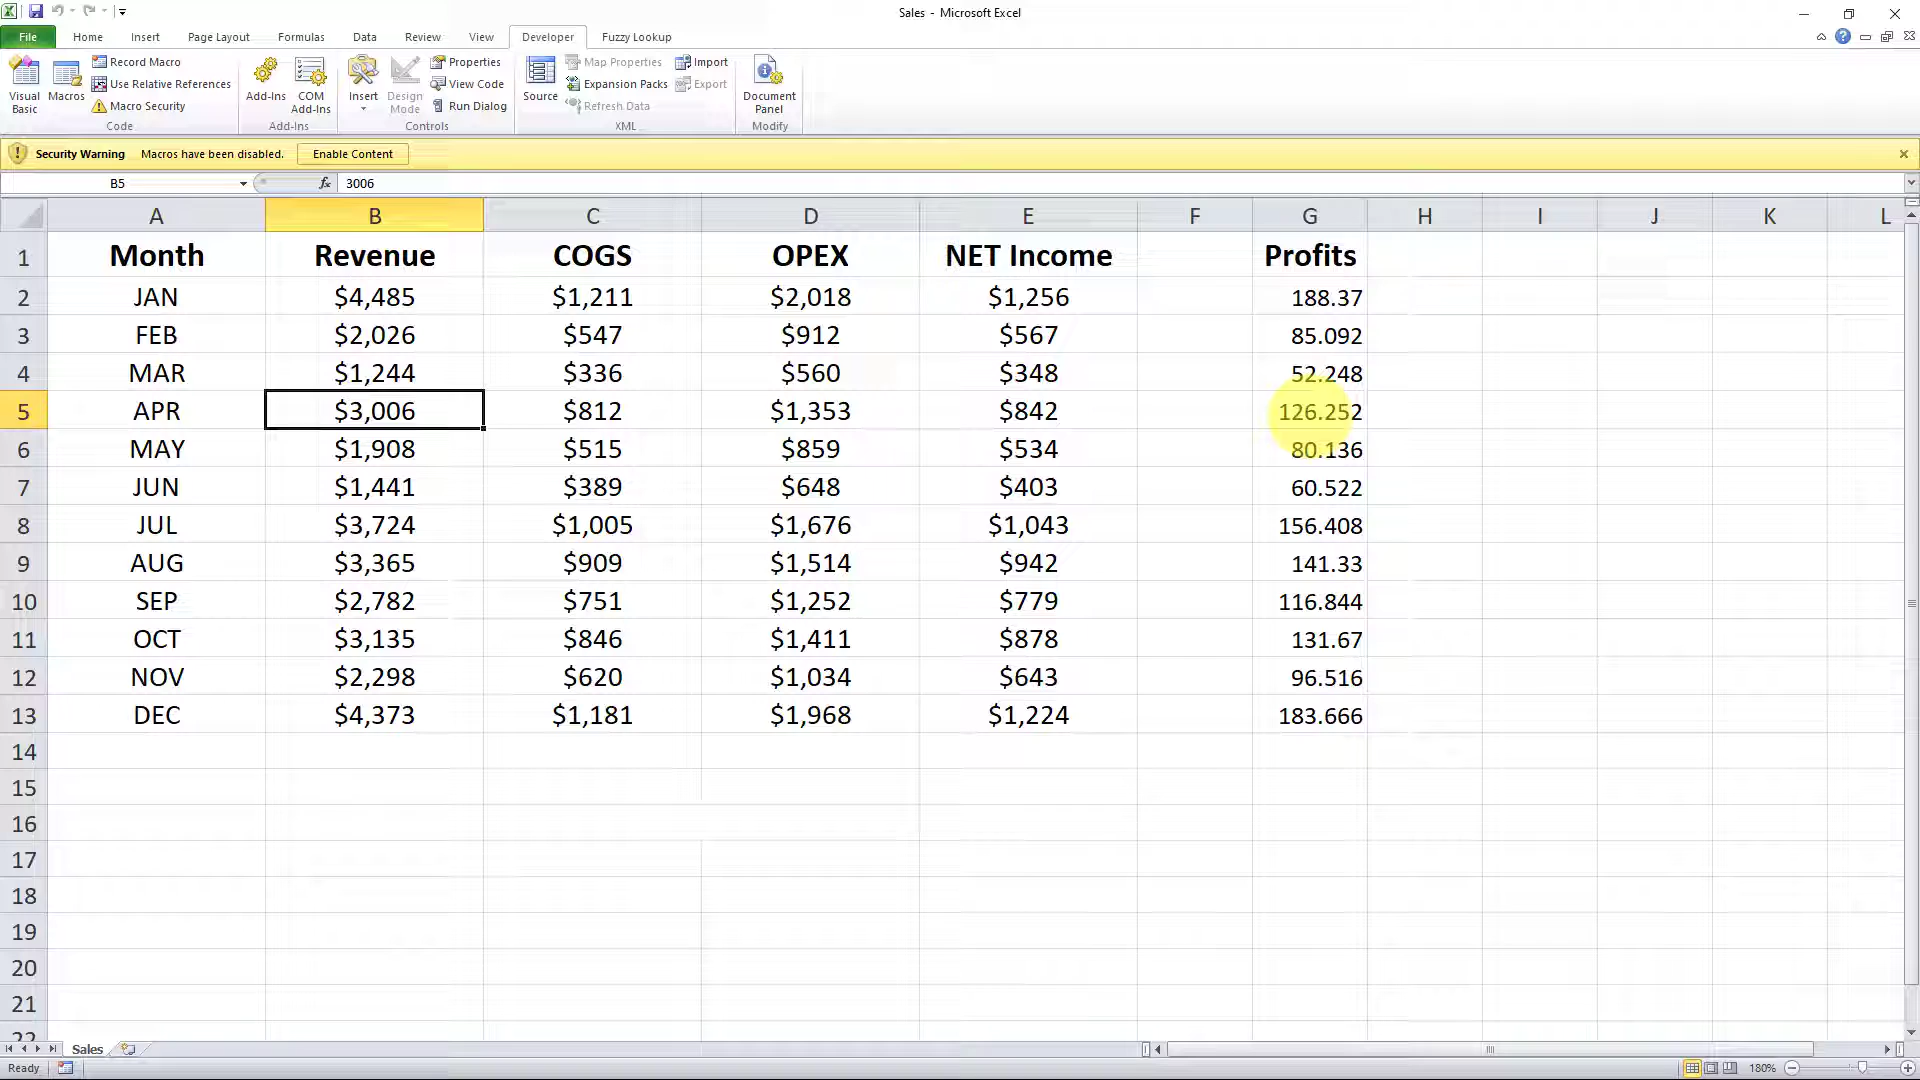 Sales - Microsoft Excel
File Home Insert Page Layout Formulas Data Review View Developer Fuzzy Lookup
Visual Basic
Macros
Record Macro
Use Relative References
Macro Security
Code
Add-Ins
COM Add-Ins
Add-Ins
Insert
Design Mode
Properties
View Code
Run Dialog
Controls
Source
Map Properties
Expansion Packs
Refresh Data
Import
Export
XML
Document Panel
Modify
Security Warning Macros have been disabled. Enable Content
B5 fx 3006
A B C D E F G H I J K L
1 Month Revenue COGS OPEX NET Income Profits
2 JAN $4,485 $1,211 $2,018 $1,256 188.37
3 FEB $2,026 $547 $912 $567 85.092
4 MAR $1,244 $336 $560 $348 52.248
5 APR $3,006 $812 $1,353 $842 126.252
6 MAY $1,908 $515 $859 $534 80.136
7 JUN $1,441 $389 $648 $403 60.522
8 JUL $3,724 $1,005 $1,676 $1,043 156.408
9 AUG $3,365 $909 $1,514 $942 141.33
10 SEP $2,782 $751 $1,252 $779 116.844
11 OCT $3,135 $846 $1,411 $878 131.67
12 NOV $2,298 $620 $1,034 $643 96.516
13 DEC $4,373 $1,181 $1,968 $1,224 183.666
14
15
16
17
18
19
20
21
22
Sales
Ready 180%